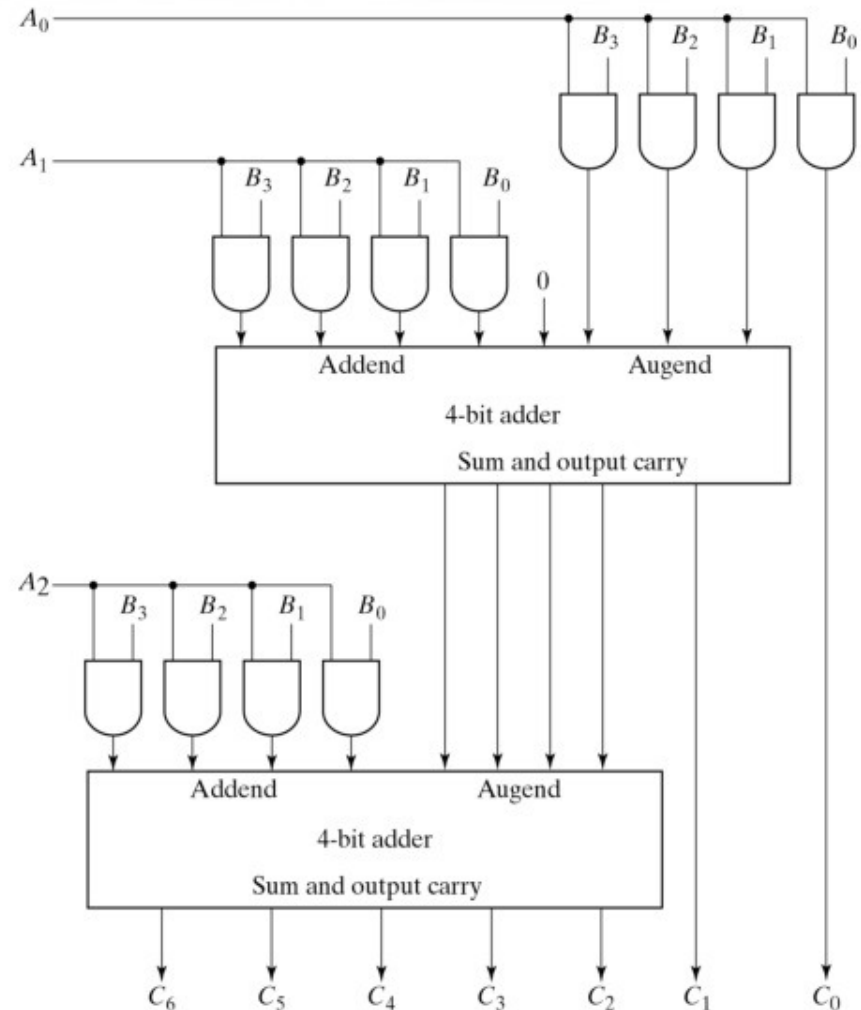 A₀
B₃ B₂ B₁ B₀
A₁
B₃ B₂ B₁ B₀
0
Addend Augend
4-bit adder
Sum and output carry
A2
B₃ B₂ B₁ B₀
Addend Augend
4-bit adder
Sum and output carry
C₆ C₅ C₄ C₃ C₂ C₁ C₀